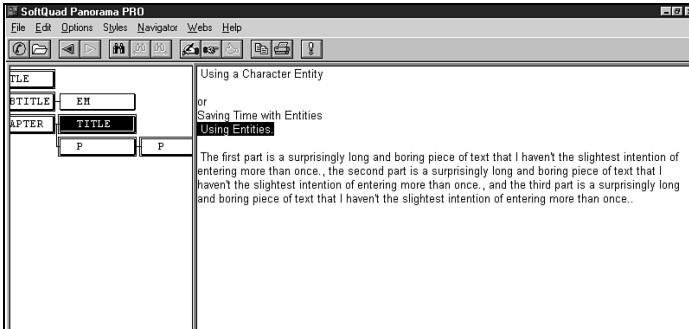 SoftQuad Panorama PRO
File Edit Options Styles Navigator Webs Help
TLE
BTITLE EM
APTER TITLE
P P
Using a Character Entity
or
Saving Time with Entities
Using Entities.
The first part is a surprisingly long and boring piece of text that I haven't the slightest intention of
entering more than once., the second part is a surprisingly long and boring piece of text that I
haven't the slightest intention of entering more than once., and the third part is a surprisingly long
and boring piece of text that I haven't the slightest intention of entering more than once..